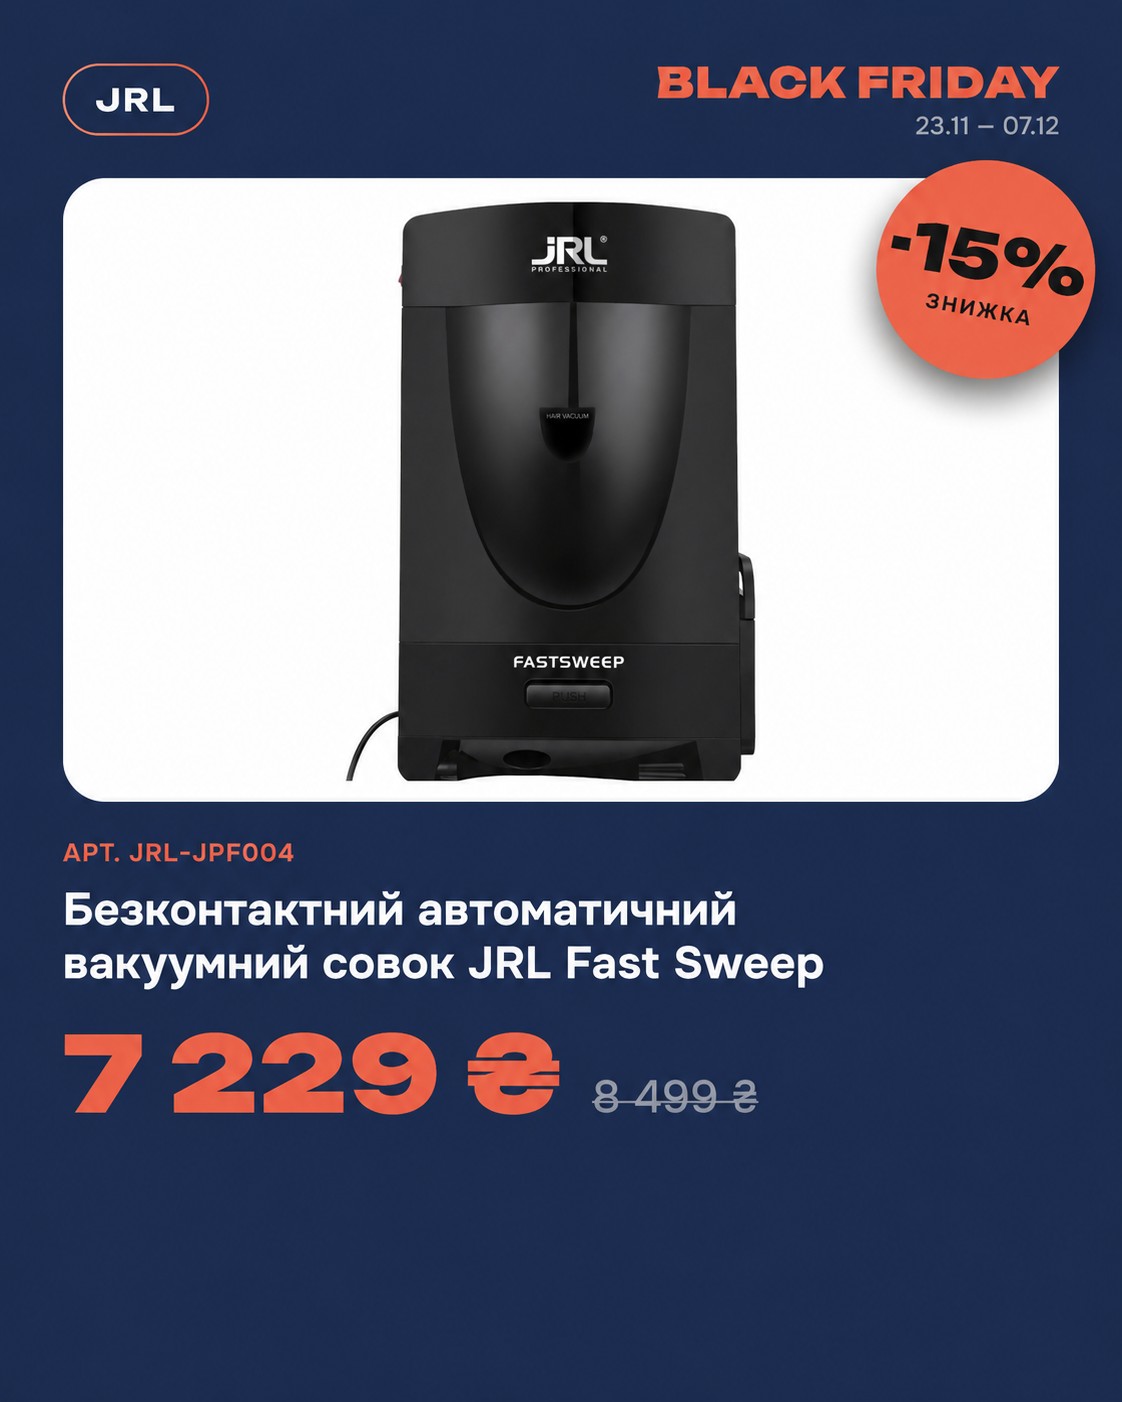 JRL
BLACK FRIDAY
23.11 – 07.12
-15%
ЗНИЖКА
JRL®
PROFESSIONAL
HAIR VACUUM
FASTSWEEP
PUSH
АРТ. JRL-JPF004
Безконтактний автоматичний
вакуумний совок JRL Fast Sweep
7 229 ₴ 8 499 ₴